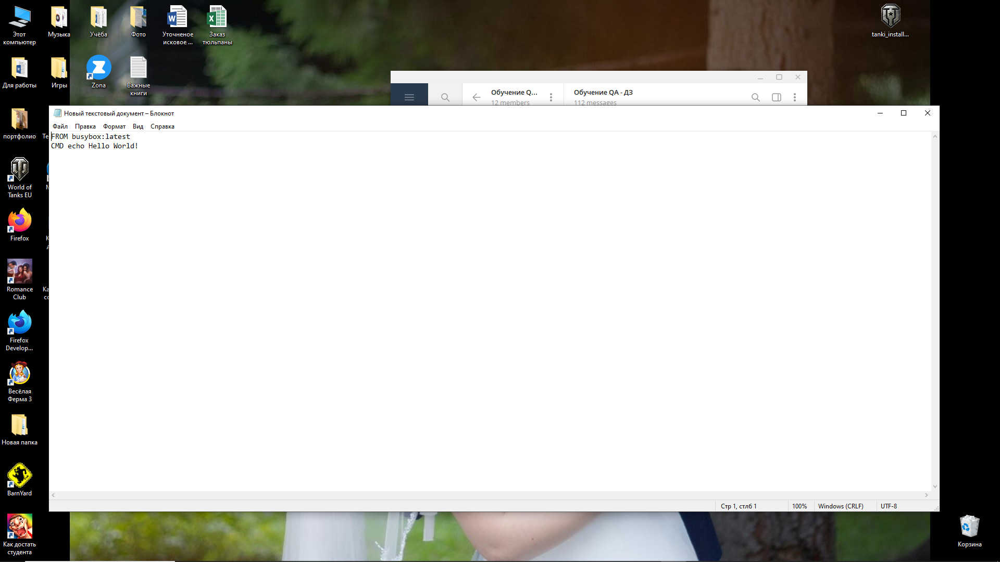 Этот
компьютер
Музыка
Учёба
Фото
Уточненое
исковое ...
Заказ
тюльпаны
tanki_install...
Для работы
Игры
Zona
Важные
книги
Обучение Q...
12 members
Обучение QA - ДЗ
112 messages
портфолио
Те
Новый текстовый документ – Блокнот
Файл Правка Формат Вид Справка
FROM busybox:latest
CMD echo Hello World!
World of
Tanks EU
Firefox
Romance
Club
Ка
Firefox
Develop...
Весёлая
Ферма 3
Новая папка
BarnYard
Как достать
студента
Стр 1, стлб 1
100%
Windows (CRLF)
UTF-8
Корзина